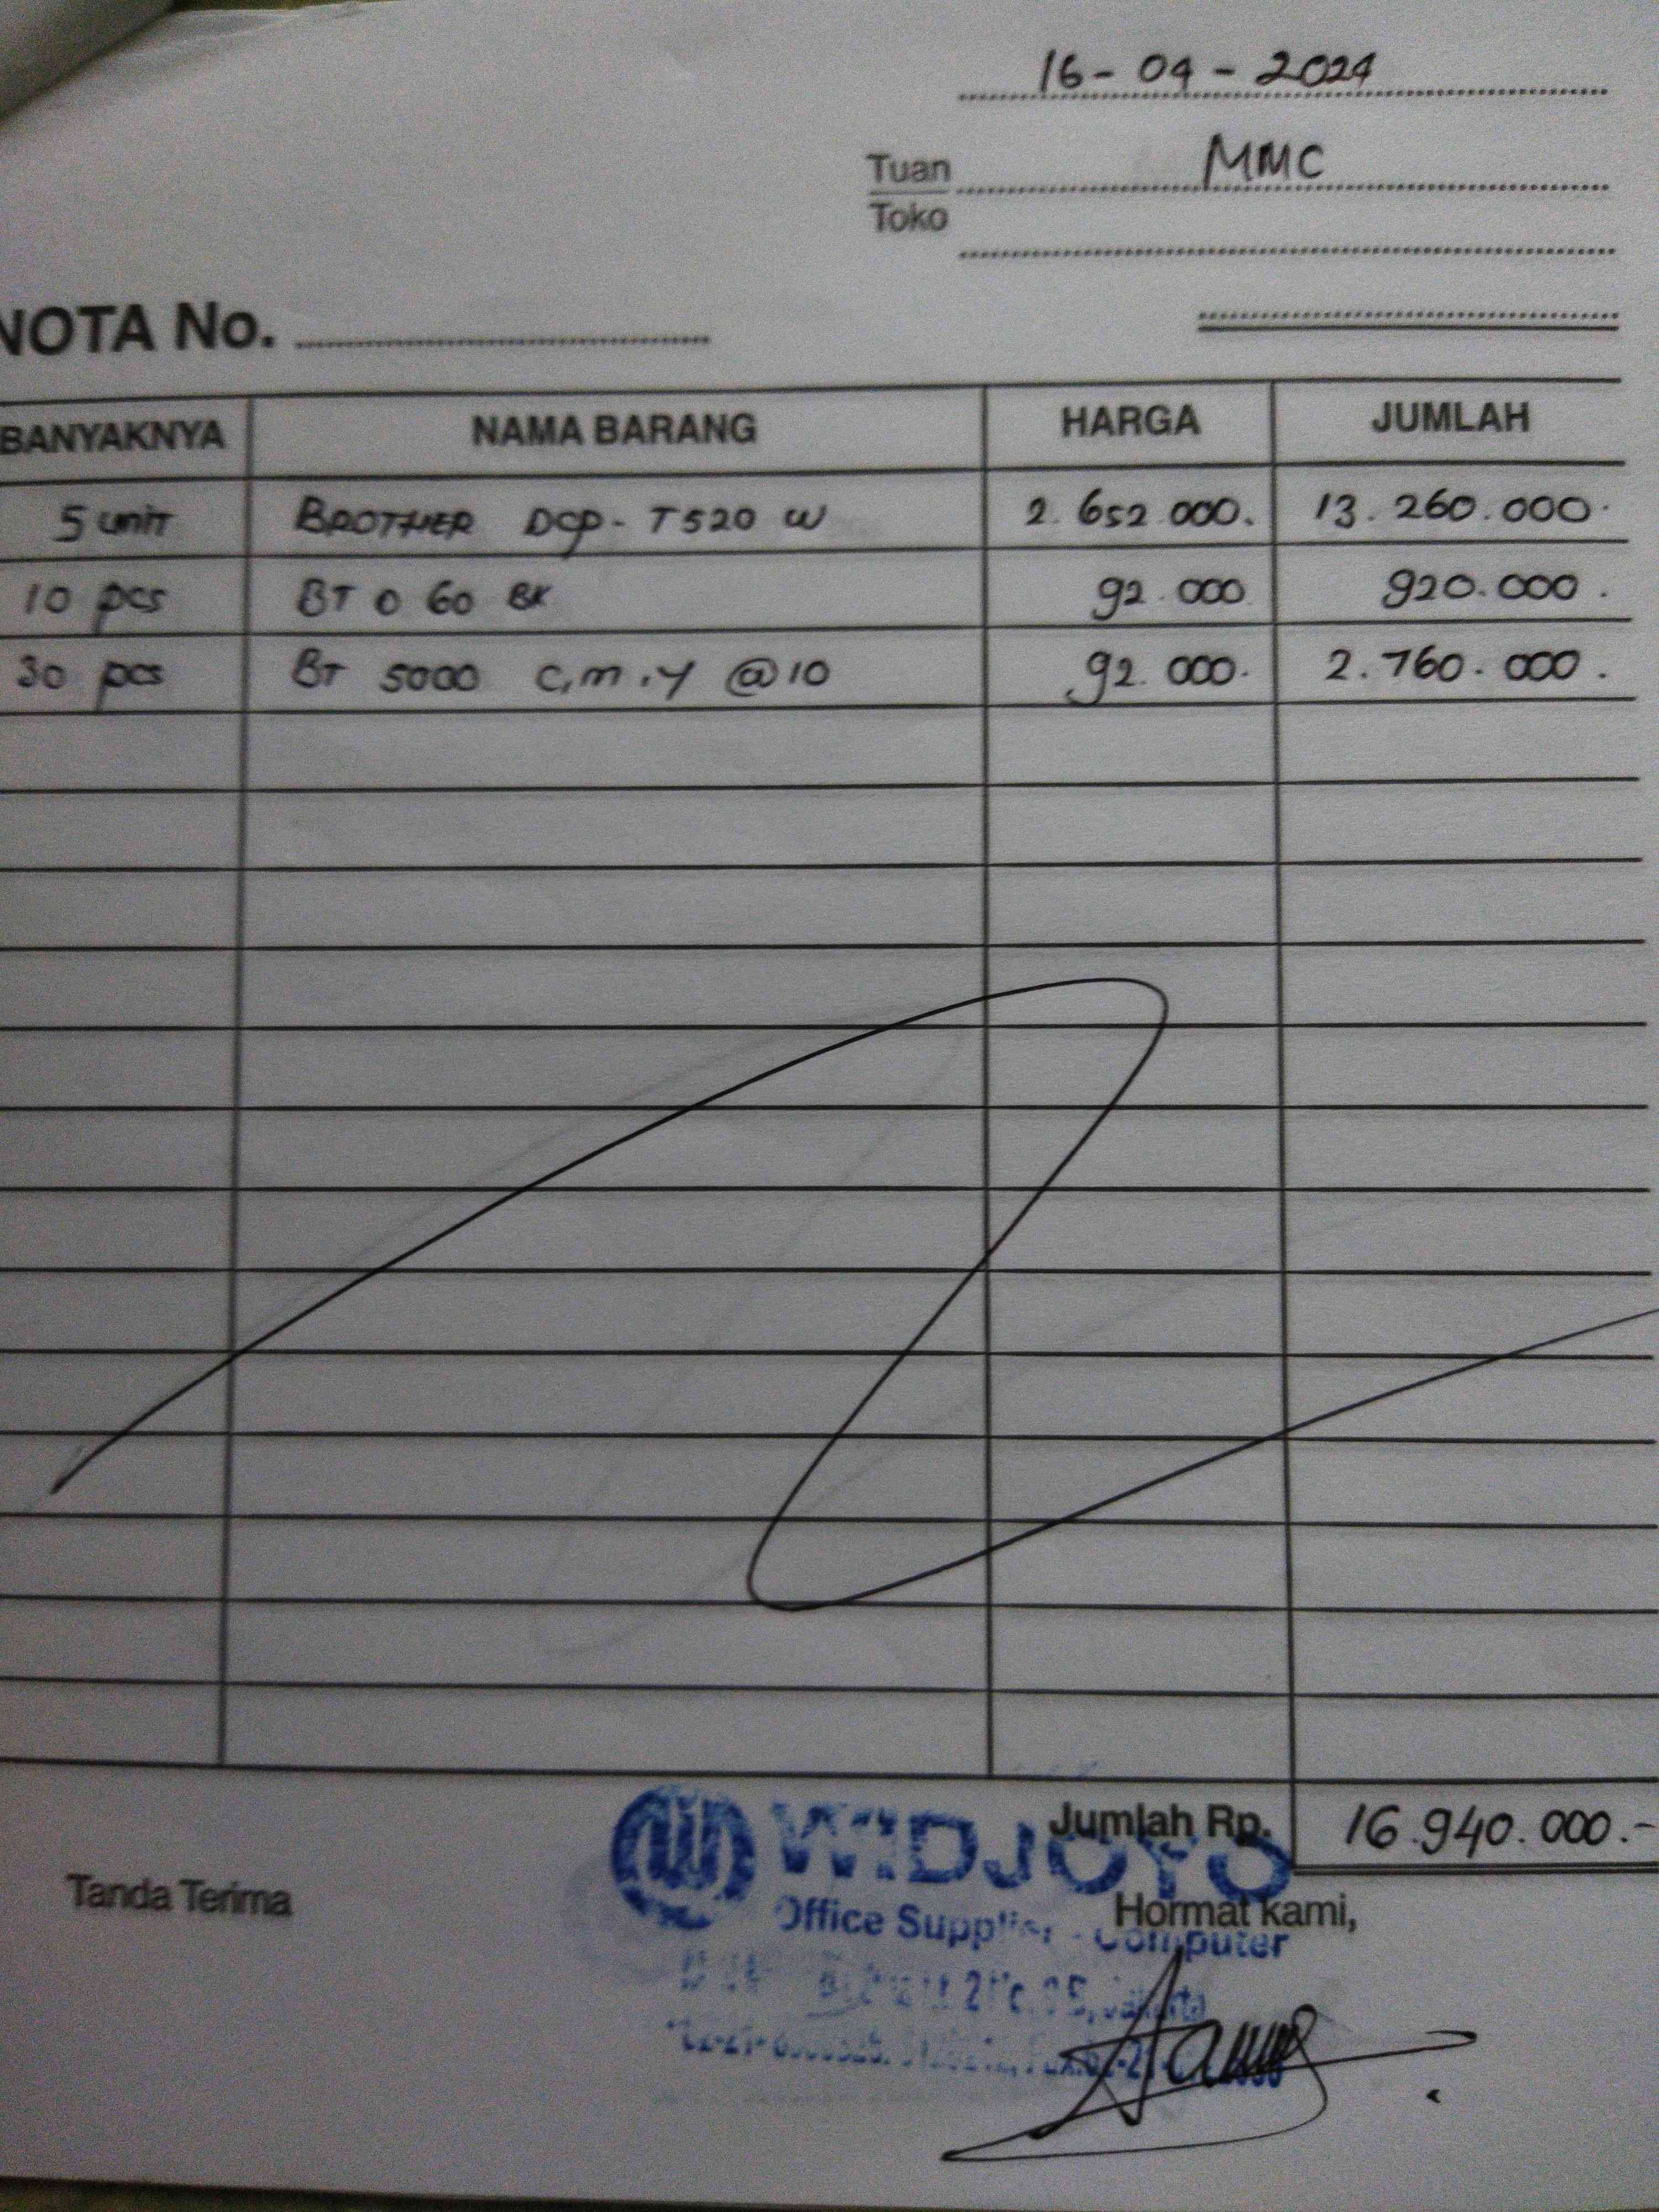 16-04-2024
Tuan MMC
Toko
NOTA No.
BANYAKNYA NAMA BARANG HARGA JUMLAH
5 unit BROTHER DCP-T520 W 2.652.000. 13.260.000.
10 pcs BT 0 60 BK 92.000 920.000.
30 pcs BT 5000 C,m,y @10 92.000. 2.760.000.
Jumlah Rp. 16.940.000.-
WIDJOYO
Tanda Terima Hormat kami,
Office Supplier - Computer